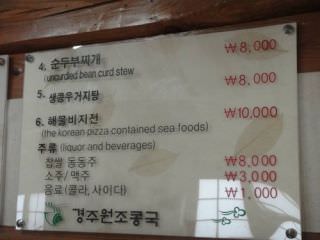 4. 순두부찌개 ₩8,000
(uncurded bean curd stew
5. 생콩우거지탕 ₩8,000
6. 해물비지전 ₩10,000
(the korean pizza contained sea foods)
주류 (liquor and beverages)
찹쌀 동동주 ₩8,000
소주/ 맥주 ₩3,000
음료(콜라, 사이다) ₩1,000
경주원조콩국